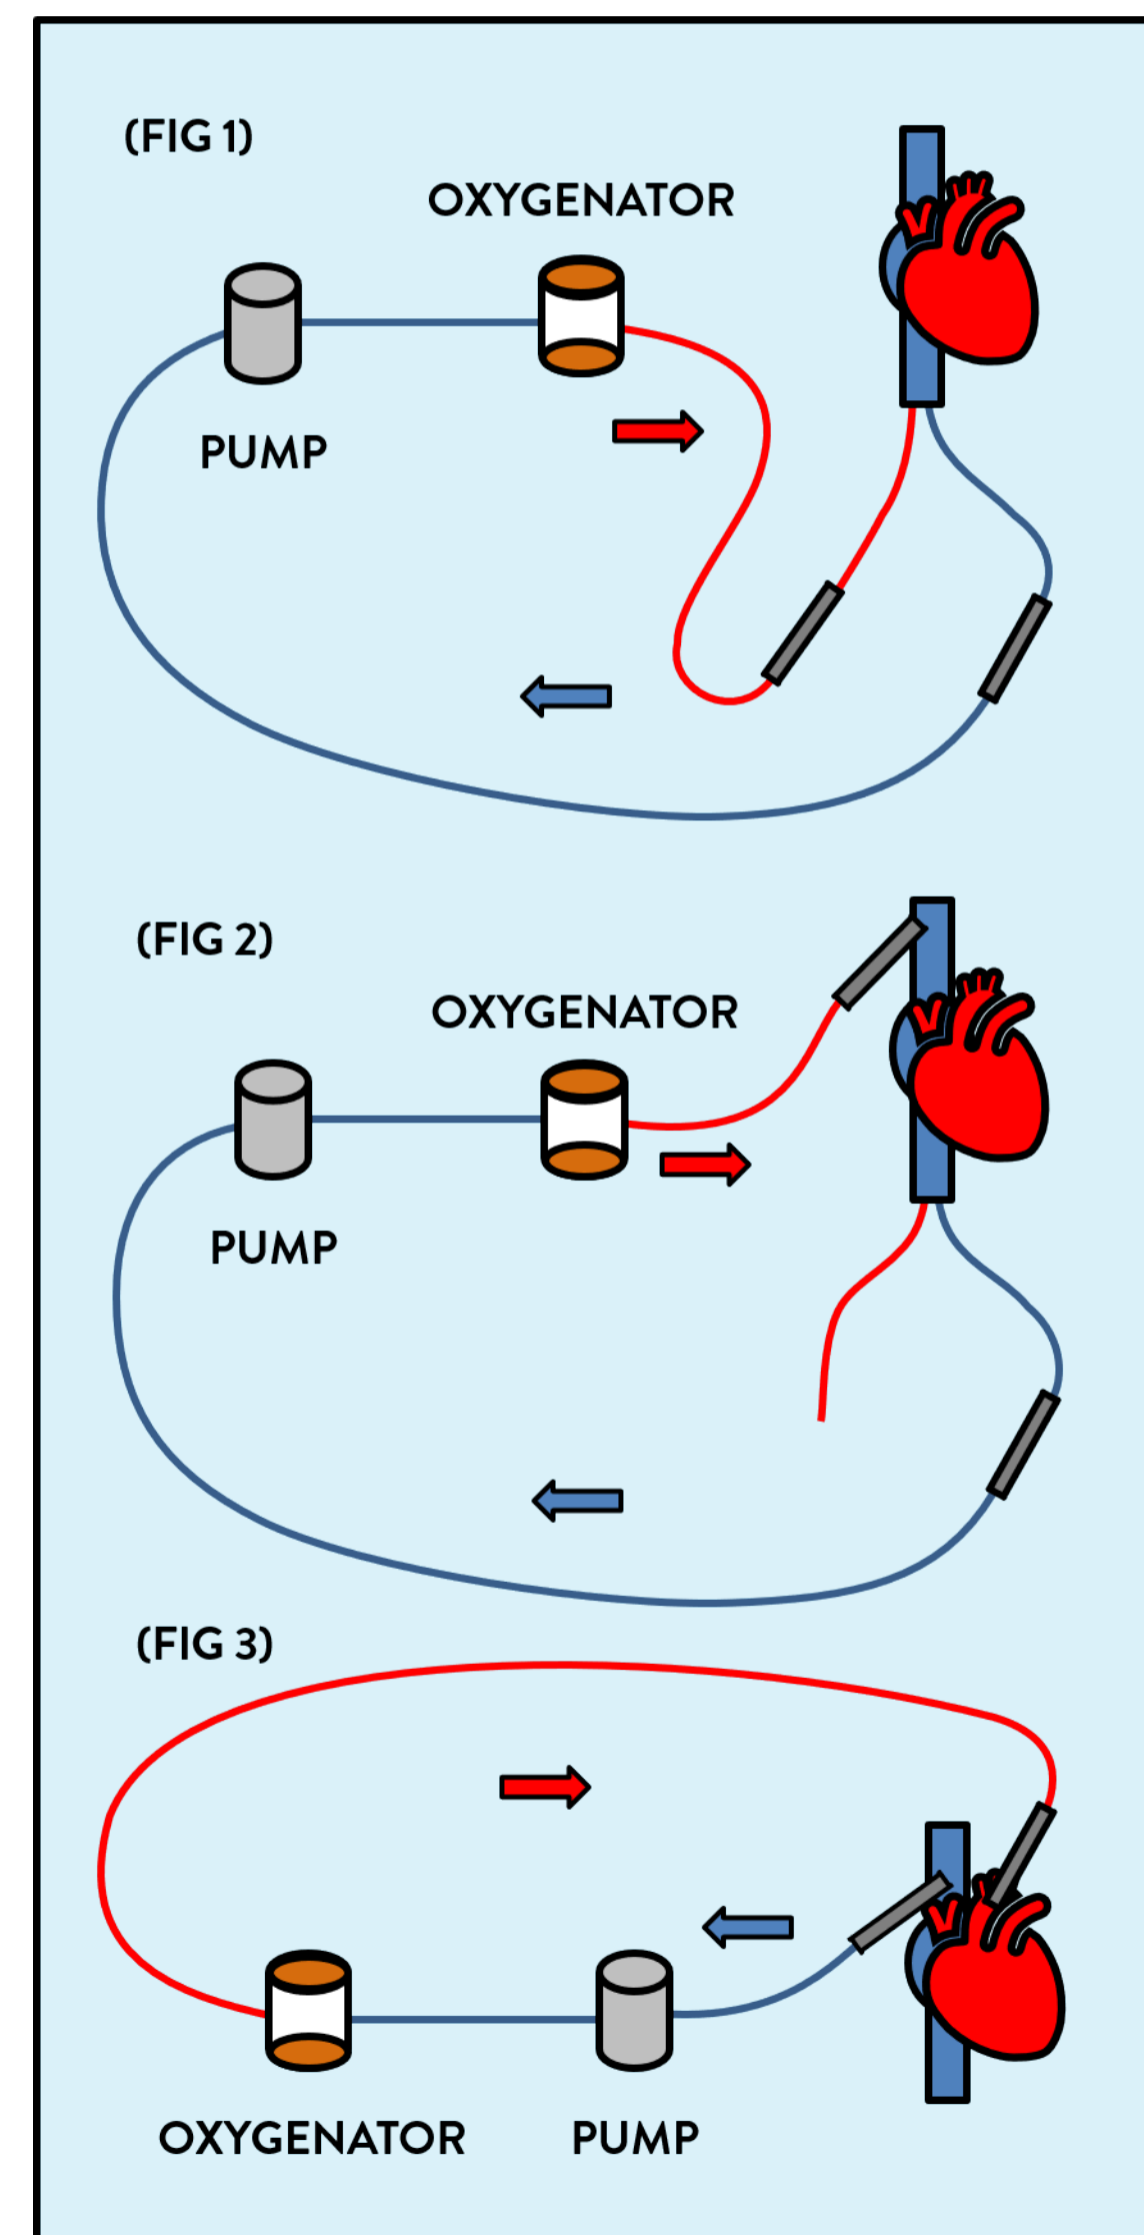 (FIG 1)
OXYGENATOR
PUMP
(FIG 2)
OXYGENATOR
PUMP
(FIG 3)
OXYGENATOR PUMP